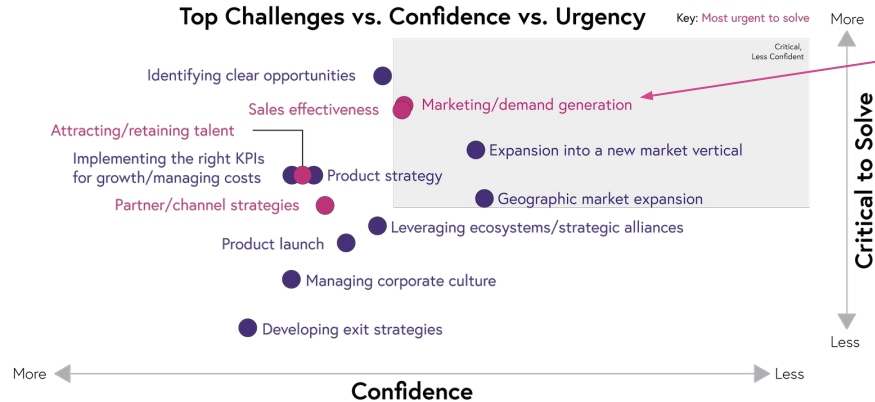 Top Challenges vs. Confidence vs. Urgency
Key: Most urgent to solve
More
Critical,
Less Confident
Identifying clear opportunities
Sales effectiveness
Marketing/demand generation
Attracting/retaining talent
Expansion into a new market vertical
Implementing the right KPIs
for growth/managing costs
Product strategy
Partner/channel strategies
Geographic market expansion
Leveraging ecosystems/strategic alliances
Product launch
Managing corporate culture
Developing exit strategies
Critical to Solve
Less
More
Less
Confidence